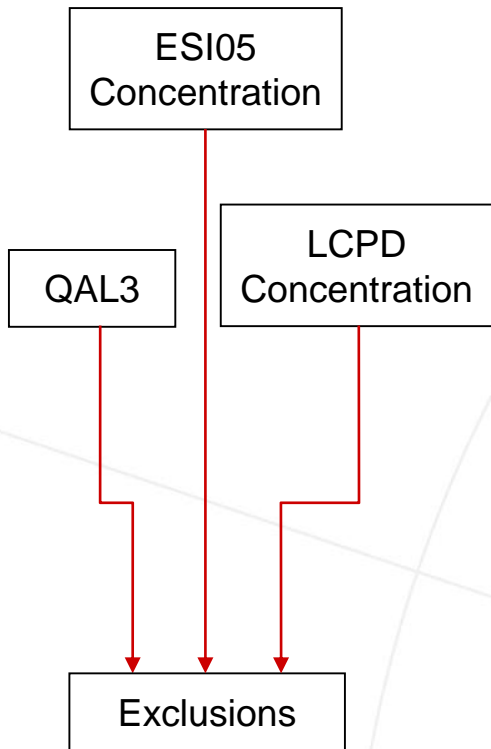 ESI05
Concentration
QAL3
LCPD
Concentration
Exclusions